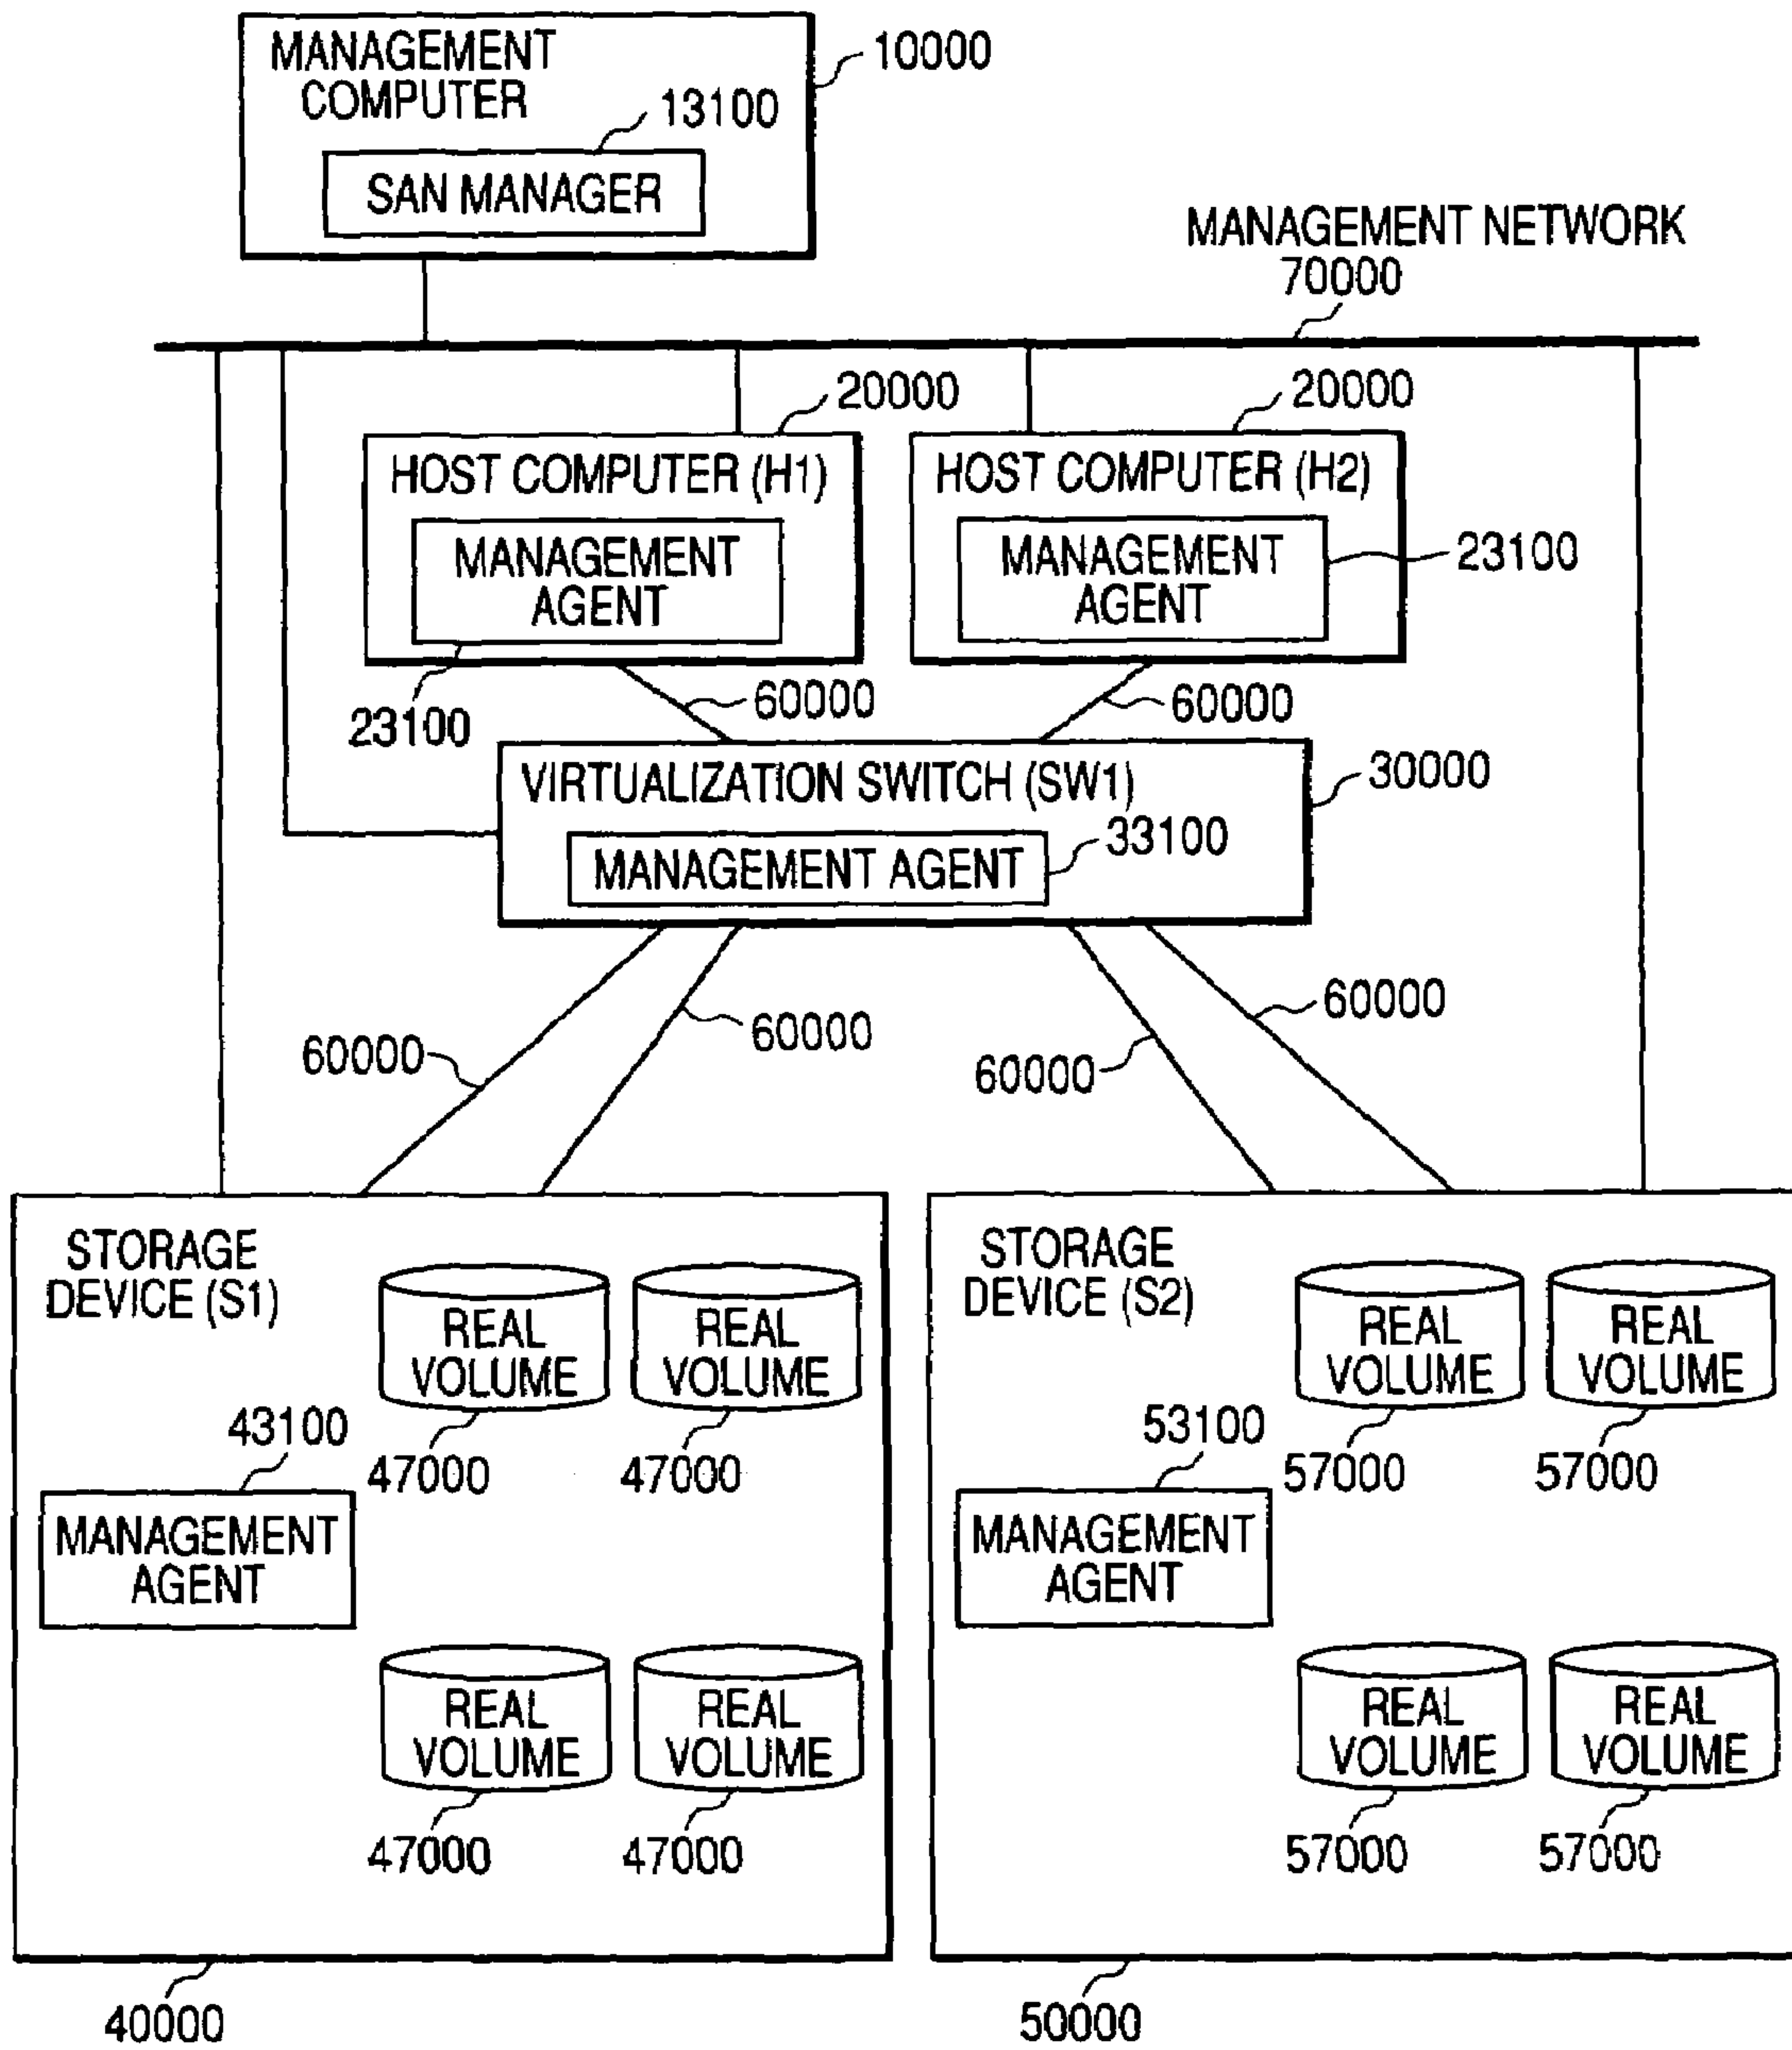 MANAGEMENT
COMPUTER
10000
13100
SAN MANAGER
MANAGEMENT NETWORK
70000
20000
20000
HOST COMPUTER (H1)
HOST COMPUTER (H2)
MANAGEMENT
AGENT
MANAGEMENT
AGENT
23100
23100
60000
60000
VIRTUALIZATION SWITCH (SW1)
30000
33100
MANAGEMENT AGENT
60000
60000
60000
60000
STORAGE
DEVICE (S1)
REAL
VOLUME
REAL
VOLUME
47000
47000
43100
MANAGEMENT
AGENT
REAL
VOLUME
REAL
VOLUME
47000
47000
40000
STORAGE
DEVICE (S2)
REAL
VOLUME
REAL
VOLUME
57000
57000
53100
MANAGEMENT
AGENT
REAL
VOLUME
REAL
VOLUME
57000
57000
50000